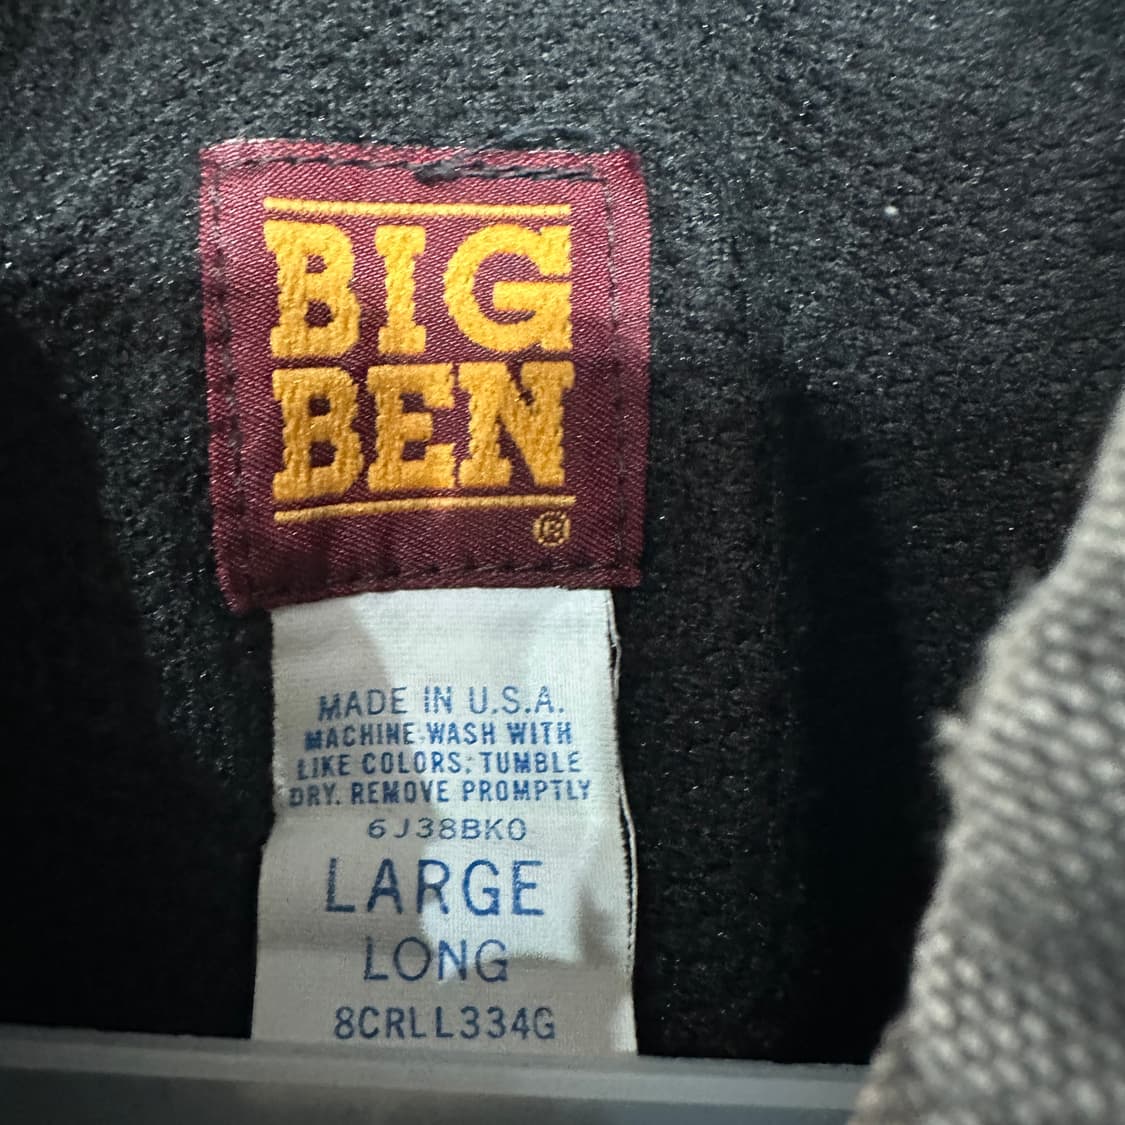 BIG
BEN
®
MADE IN U.S.A.
MACHINE WASH WITH
LIKE COLORS; TUMBLE
DRY. REMOVE PROMPTLY
6J38BK0
LARGE
LONG
8CRLL334G